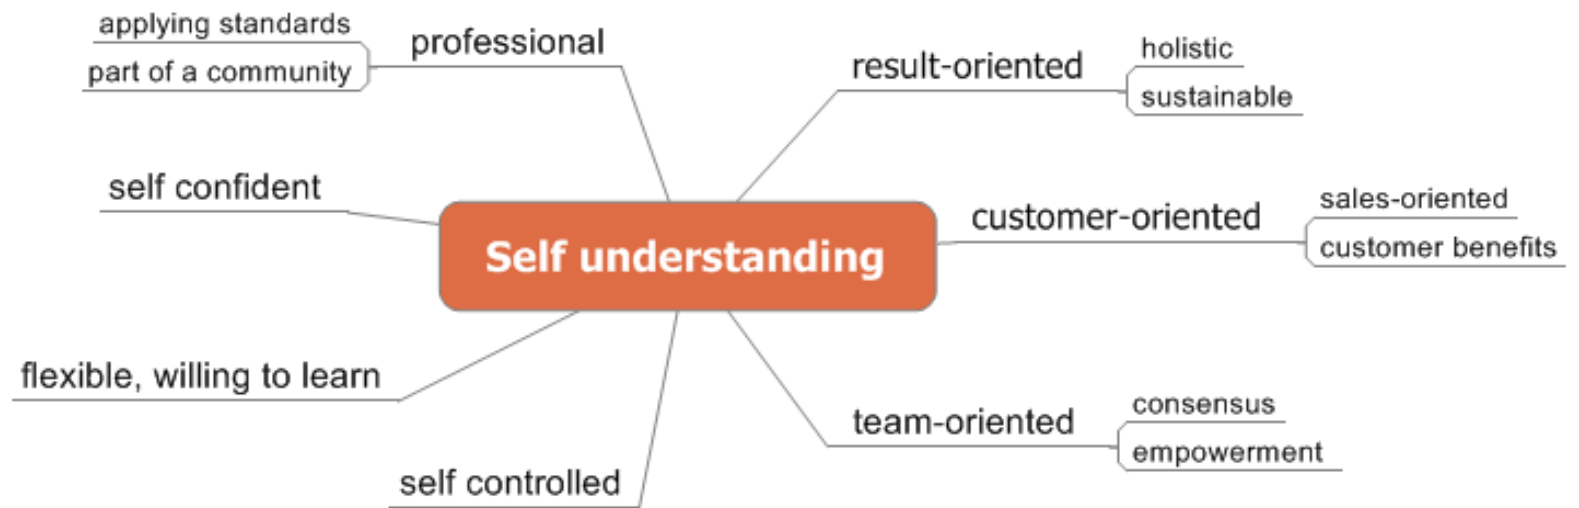 Self understanding
result-oriented
holistic
sustainable
customer-oriented
sales-oriented
customer benefits
team-oriented
consensus
empowerment
self controlled
flexible, willing to learn
self confident
professional
applying standards
part of a community